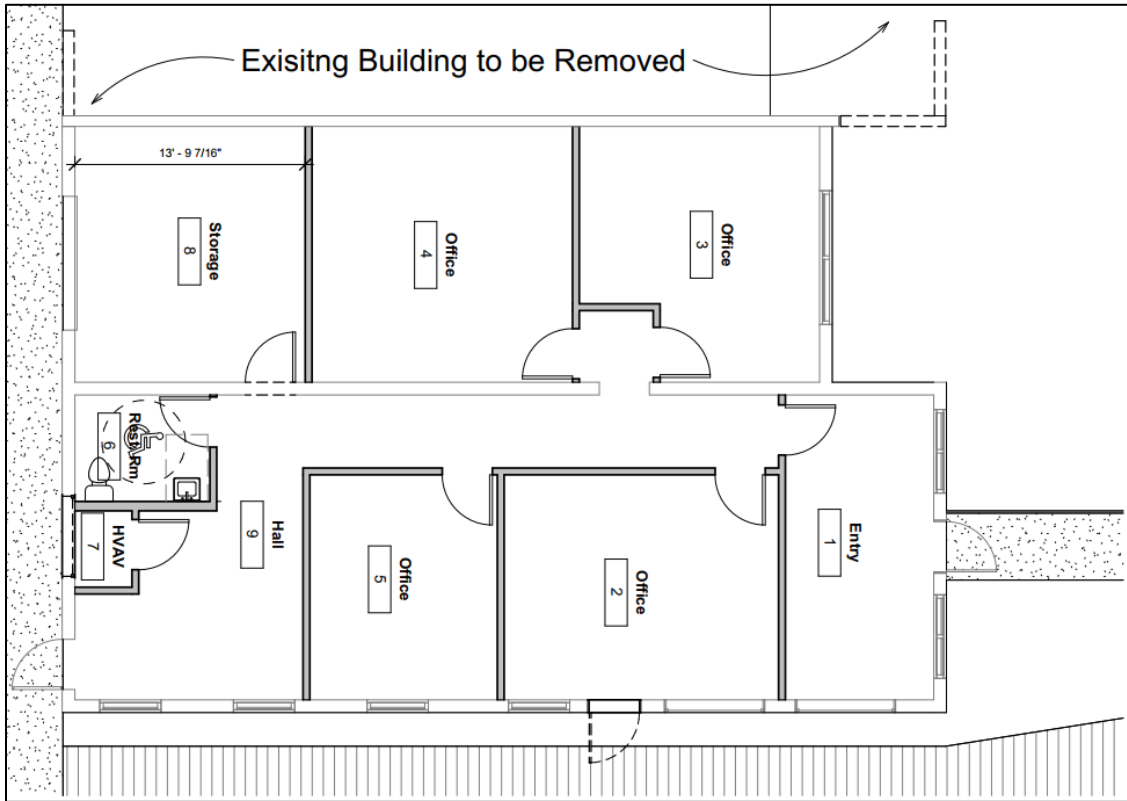 Exisitng Building to be Removed
13' - 9 7/16"
Storage
8
Office
4
Office
3
Rest Rm
6
HVAV
7
Hall
9
Office
5
Office
2
Entry
1